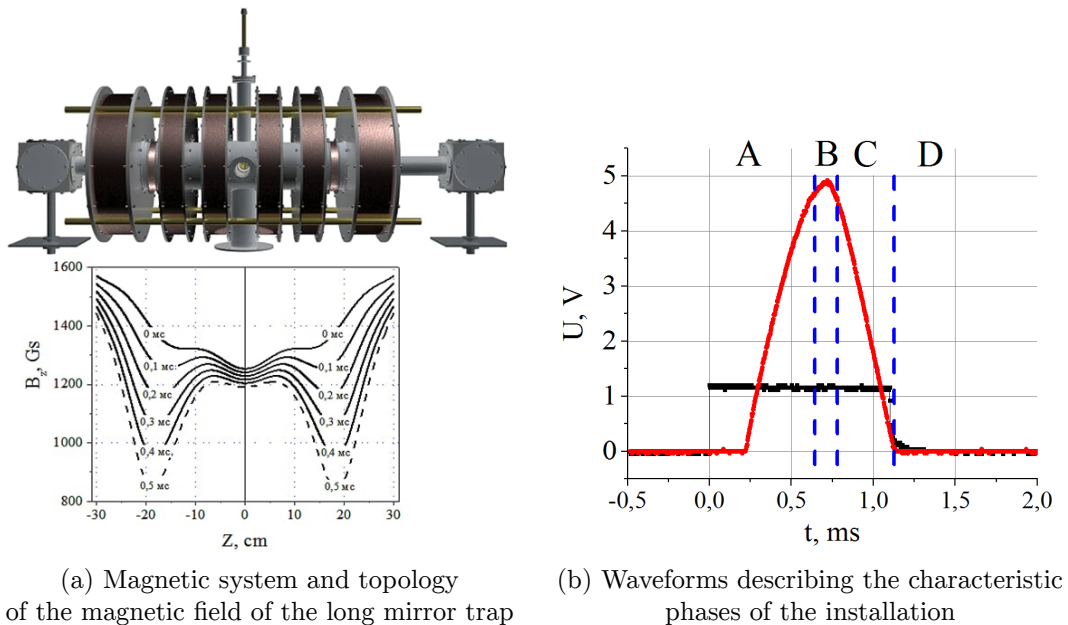 1600
1400
1200
1000
800
B_z, Gs
0 мс
0 мс
0,1 мс
0,1 мс
0,2 мс
0,2 мс
0,3 мс
0,3 мс
0,4 мс
0,4 мс
0,5 мс
0,5 мс
-30 -20 -10 0 10 20 30
Z, cm
A B C D
5
4
3
2
1
0
U, V
-0,5 0,0 0,5 1,0 1,5 2,0
t, ms
(a) Magnetic system and topology
of the magnetic field of the long mirror trap
(b) Waveforms describing the characteristic
phases of the installation